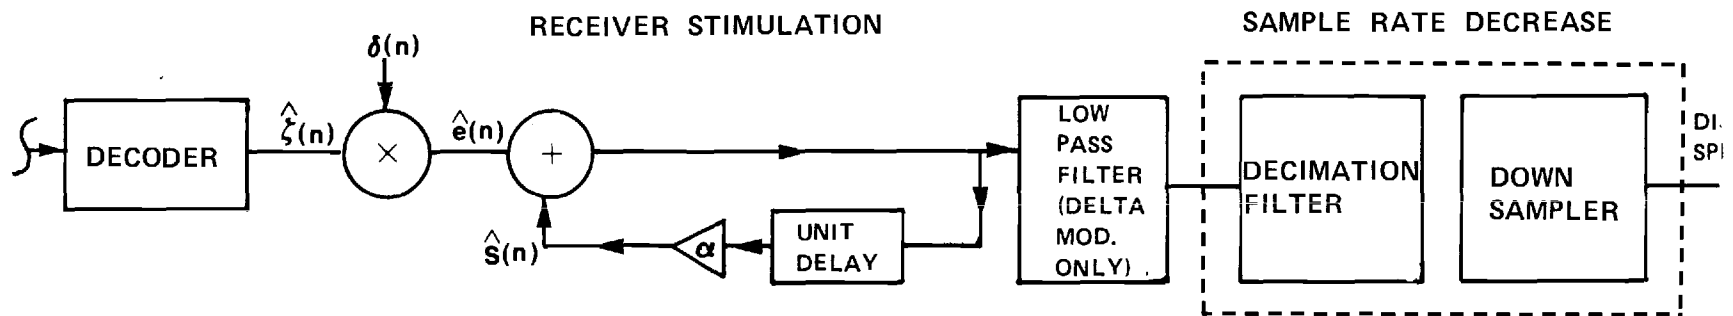 RECEIVER STIMULATION
SAMPLE RATE DECREASE
δ(n)
DECODER
ζ̂(n)
×
ê(n)
+
ŝ(n)
α
UNIT
DELAY
LOW
PASS
FILTER
(DELTA
MOD.
ONLY)
DECIMATION
FILTER
DOWN
SAMPLER